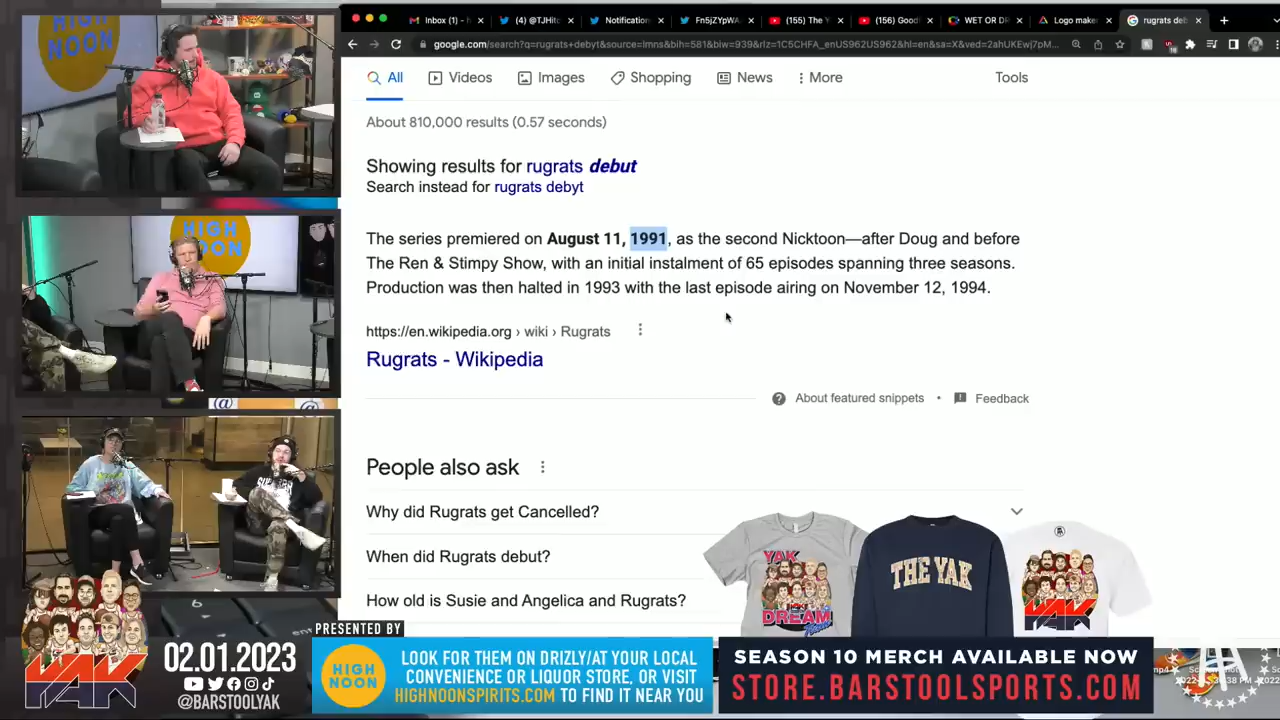 HIGH
NOON
Inbox (1) - h
(4) @TJHitc
Notification
Fn5jZYpWA
(155) The Y
(156) Goodf
WET OR D
Logo make
rugrats deb
google.com/search?q=rugrats+debyt&source=lmns&bih=581&biw=939&rlz=1C5CHFA_enUS962US962&hl=en&sa=X&ved=2ahUKEwj7pM...
All
Videos
Images
Shopping
News
More
Tools
About 810,000 results (0.57 seconds)
Showing results for rugrats debut
Search instead for rugrats debyt
The series premiered on August 11, 1991, as the second Nicktoon—after Doug and before
The Ren & Stimpy Show, with an initial instalment of 65 episodes spanning three seasons.
Production was then halted in 1993 with the last episode airing on November 12, 1994.
https://en.wikipedia.org › wiki › Rugrats
Rugrats - Wikipedia
About featured snippets • Feedback
People also ask
Why did Rugrats get Cancelled?
When did Rugrats debut?
How old is Susie and Angelica and Rugrats?
HIGH
NOON
YAK
DREAM
THE YAK
YAK
PRESENTED BY
YAK
02.01.2023
@BARSTOOLYAK
HIGH
NOON
LOOK FOR THEM ON DRIZLY/AT YOUR LOCAL
CONVENIENCE OR LIQUOR STORE, OR VISIT
HIGHNOONSPIRITS.COM TO FIND IT NEAR YOU
SEASON 10 MERCH AVAILABLE NOW
STORE.BARSTOOLSPORTS.COM